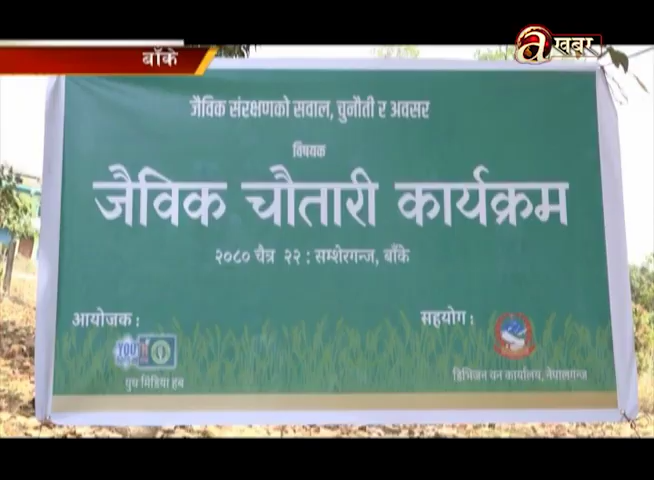 बाँके
a खबर
जैविक संरक्षणको सवाल, चुनौती र अवसर
विषयक
जैविक चौतारी कार्यक्रम
२०८० चैत्र २२ : सम्शेरगन्ज, बाँके
आयोजक : सहयोग :
YOUTH
युथ मिडिया हब
डिभिजन वन कार्यालय, नेपालगन्ज